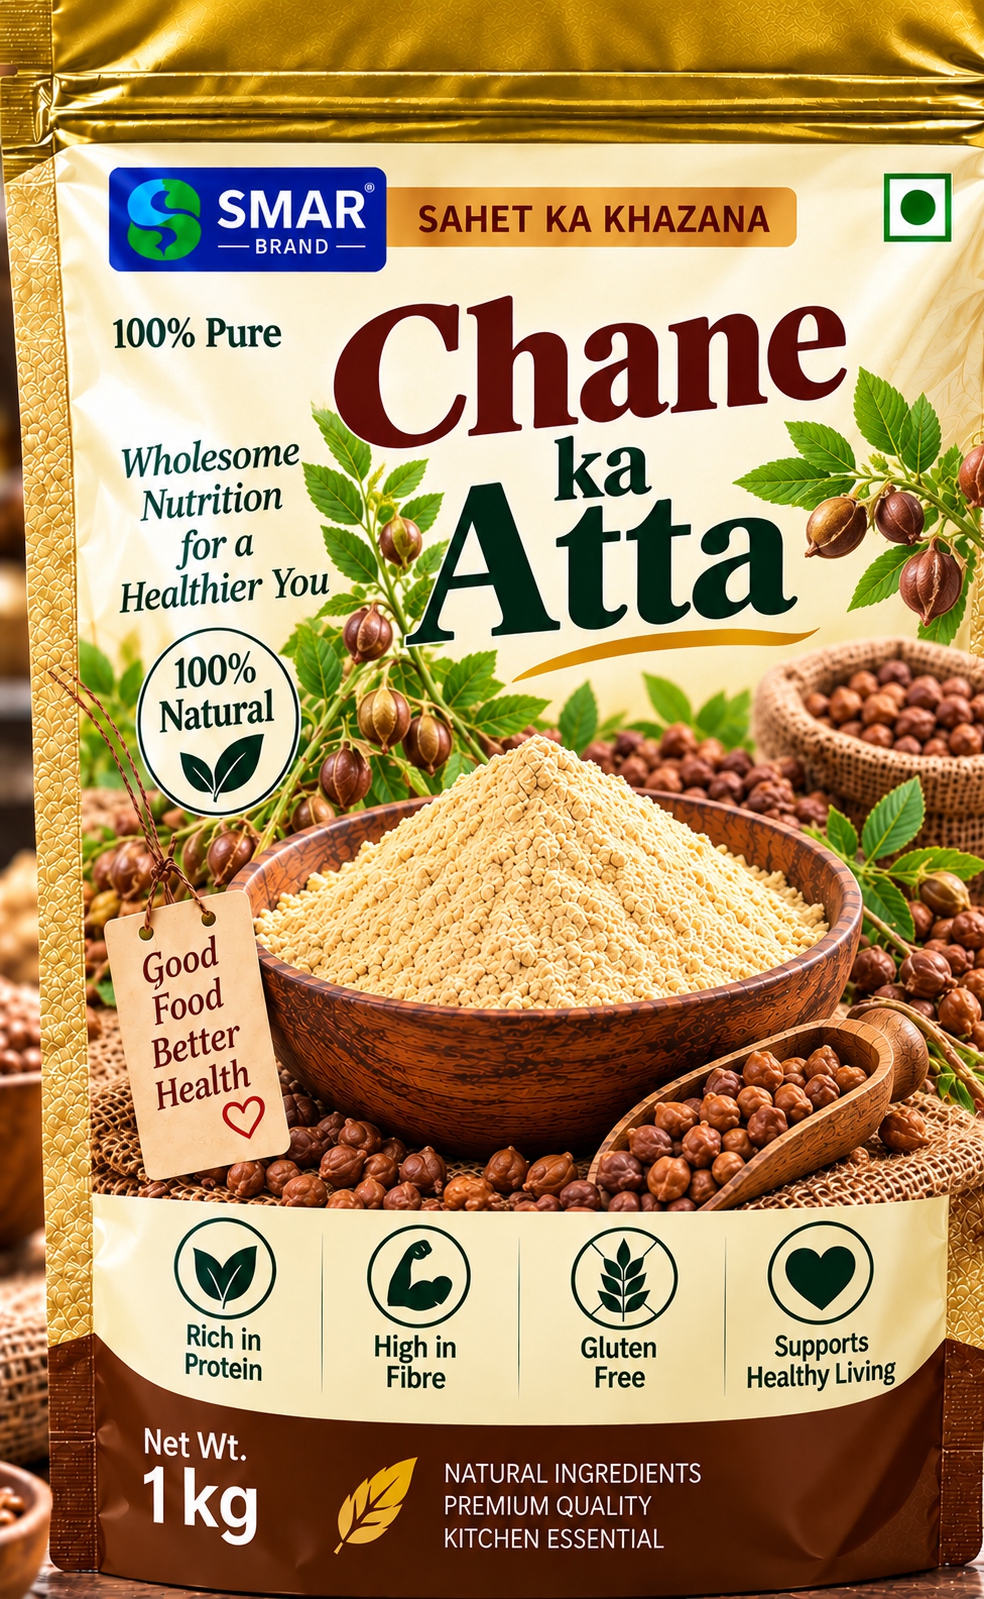 SMAR®
BRAND
SAHET KA KHAZANA
100% Pure
Chane
ka
Atta
Wholesome
Nutrition
for a
Healthier You
100%
Natural
Good
Food
Better
Health
Rich in
Protein
High in
Fibre
Gluten
Free
Supports
Healthy Living
Net Wt.
1 kg
NATURAL INGREDIENTS
PREMIUM QUALITY
KITCHEN ESSENTIAL